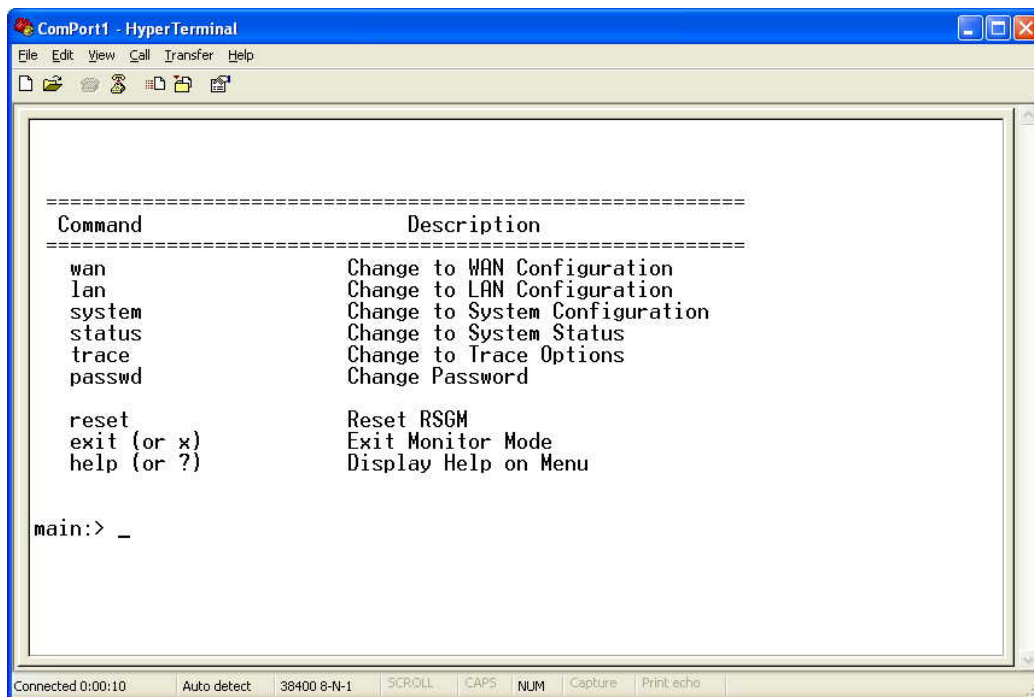 ComPort1 - HyperTerminal
File Edit View Call Transfer Help
============================================================
Command Description
============================================================
wan Change to WAN Configuration
lan Change to LAN Configuration
system Change to System Configuration
status Change to System Status
trace Change to Trace Options
passwd Change Password
reset Reset RSGM
exit (or x) Exit Monitor Mode
help (or ?) Display Help on Menu
main:> _
Connected 0:00:10 Auto detect 38400 8-N-1 SCROLL CAPS NUM Capture Print echo